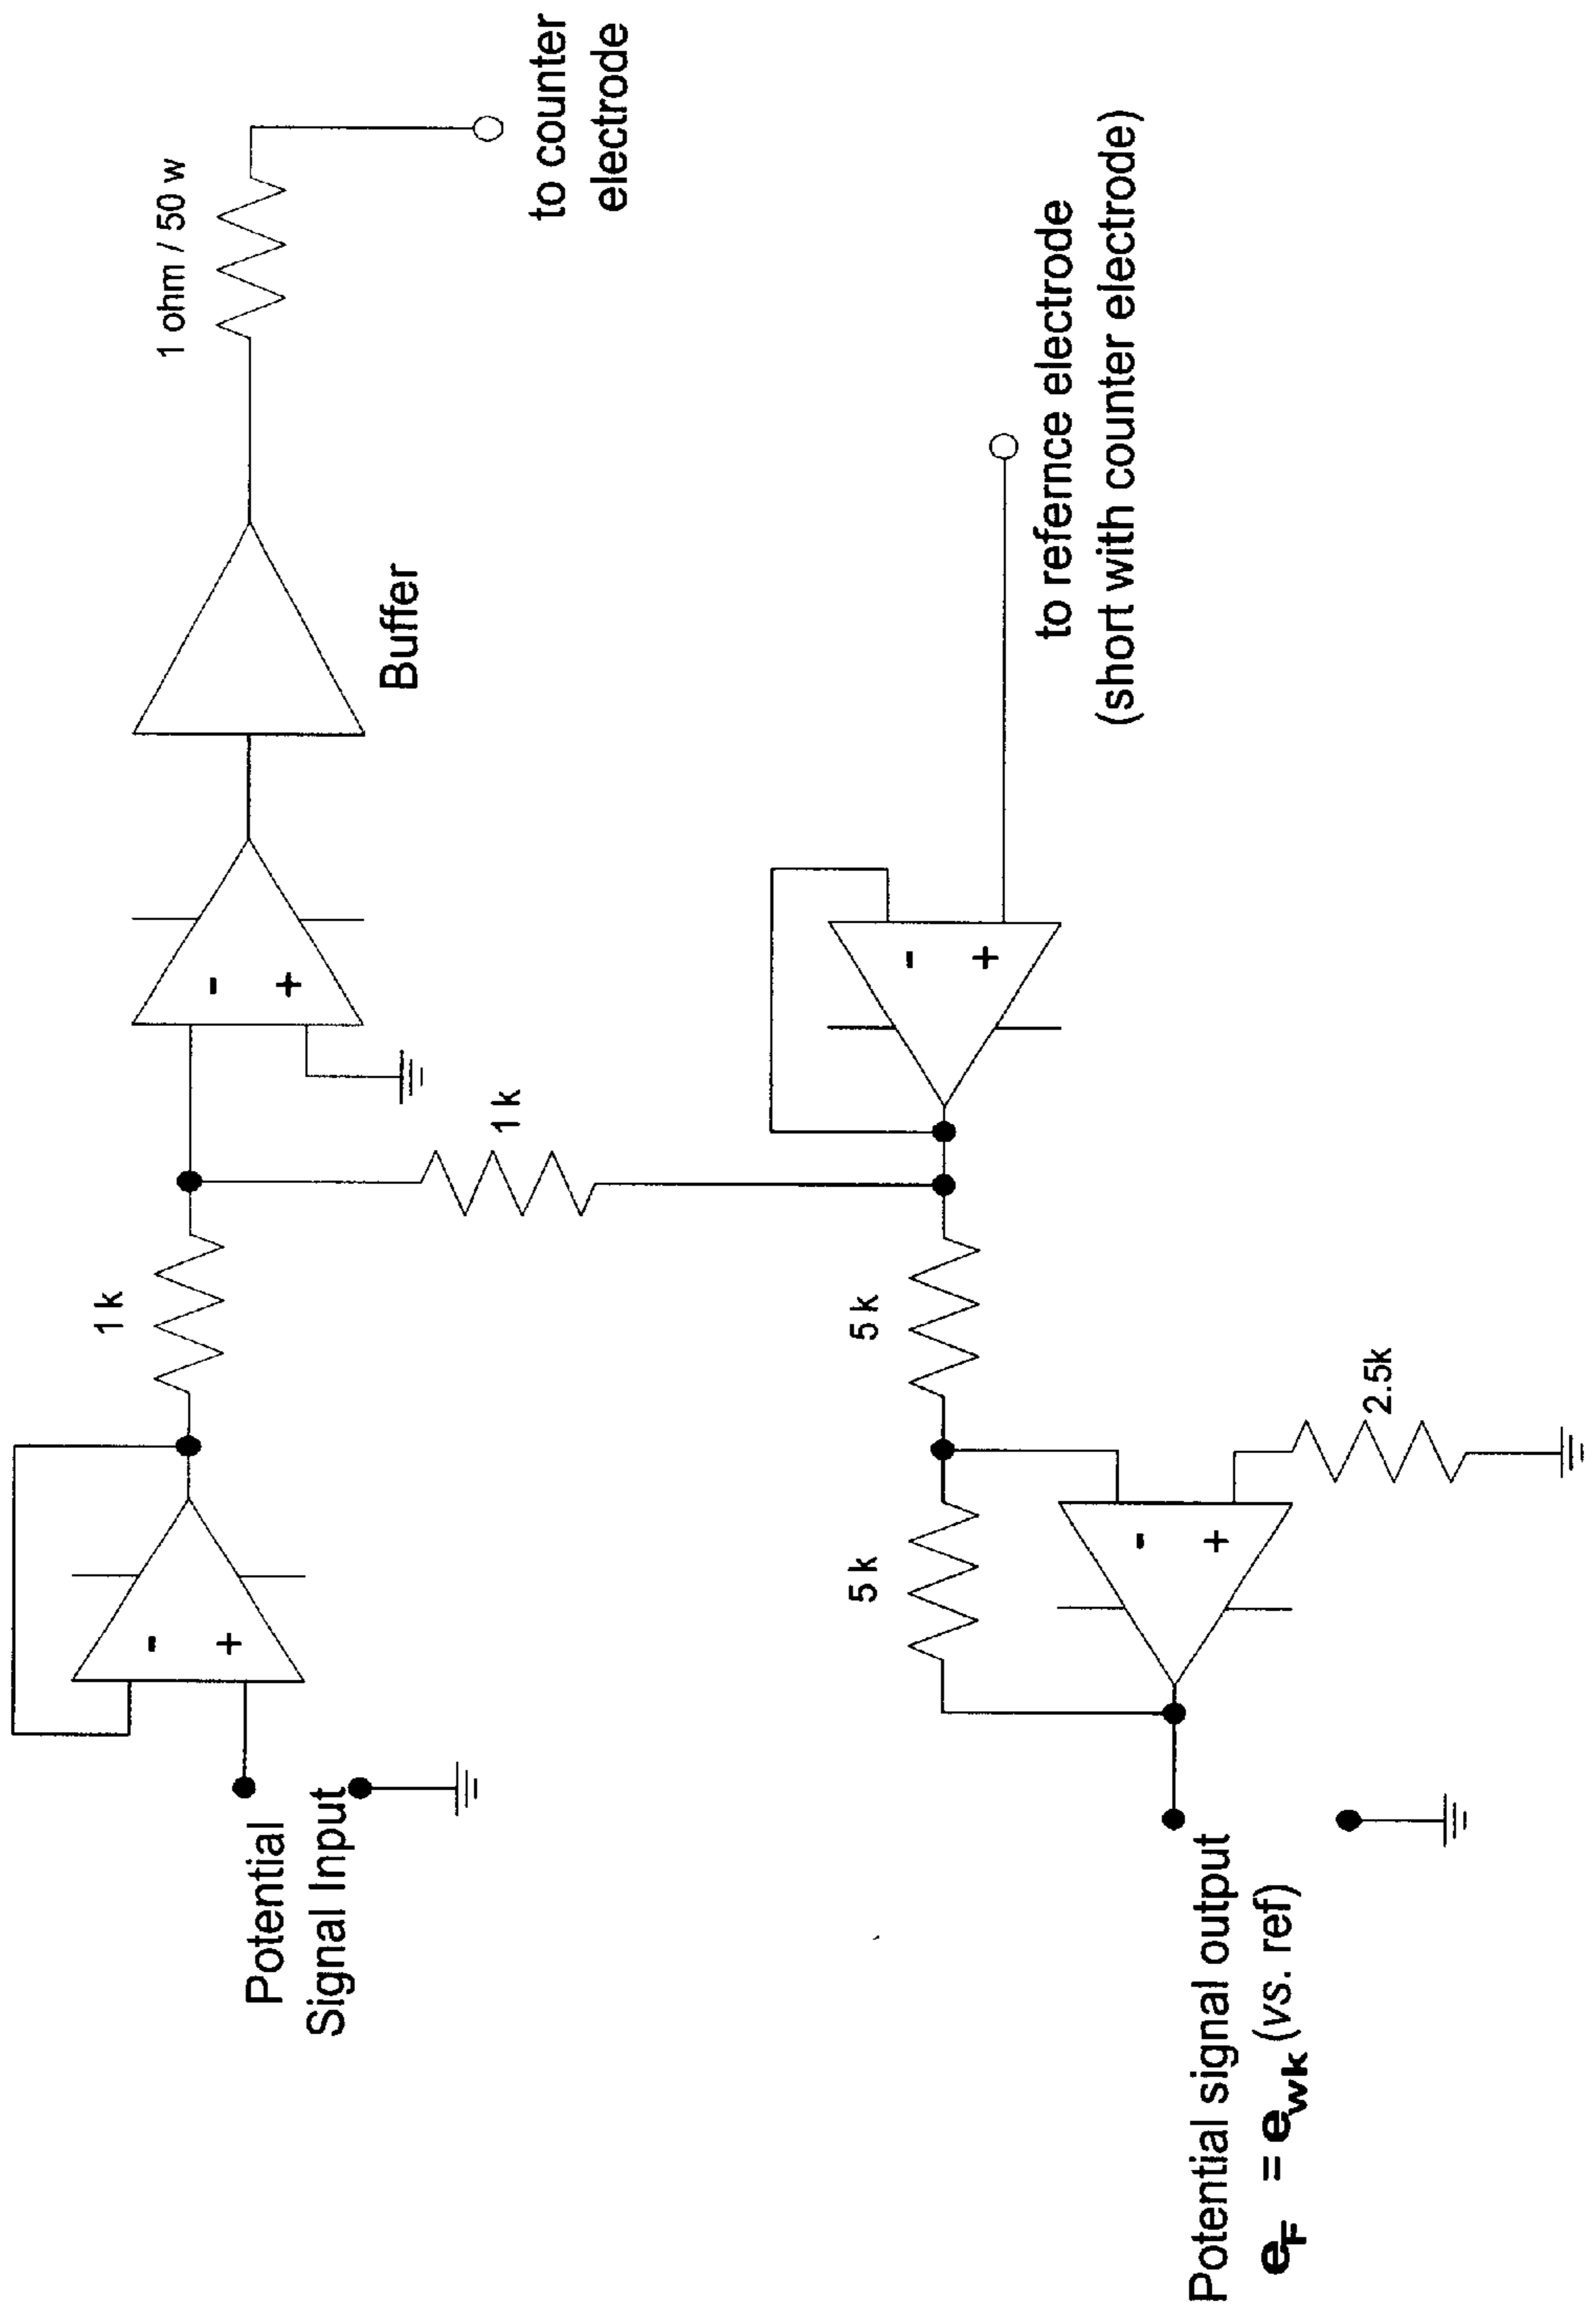 1 ohm / 50 w
to counter
electrode
Buffer
-
+
1 k
1 k
-
+
Potential
Signal Input
to refernce electrode
(short with counter electrode)
-
+
5 k
5 k
2.5k
-
+
Potential signal output
eF = ewk (vs. ref)